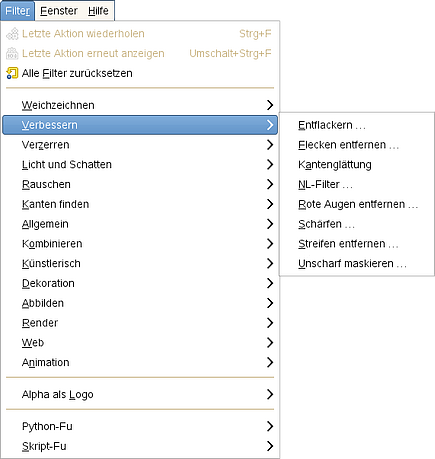 Filter Fenster Hilfe
Letzte Aktion wiederholen Strg+F
Letzte Aktion erneut anzeigen Umschalt+Strg+F
Alle Filter zurücksetzen
Weichzeichnen
Verbessern
Verzerren
Licht und Schatten
Rauschen
Kanten finden
Allgemein
Kombinieren
Künstlerisch
Dekoration
Abbilden
Render
Web
Animation
Alpha als Logo
Python-Fu
Skript-Fu
Entflackern ...
Flecken entfernen ...
Kantenglättung
NL-Filter ...
Rote Augen entfernen ...
Schärfen ...
Streifen entfernen ...
Unscharf maskieren ...